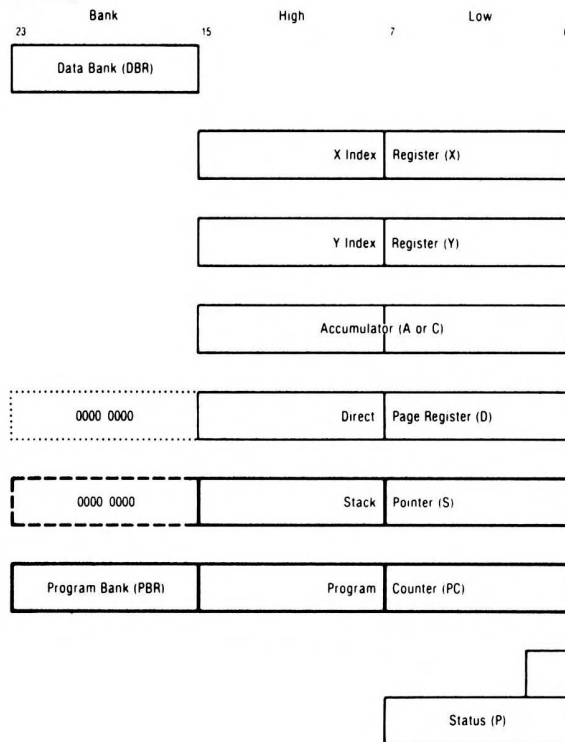 Bank High Low
23 15 7
Data Bank (DBR)
X Index Register (X)
Y Index Register (Y)
Accumulator (A or C)
0000 0000 Direct Page Register (D)
0000 0000 Stack Pointer (S)
Program Bank (PBR) Program Counter (PC)
Status (P)